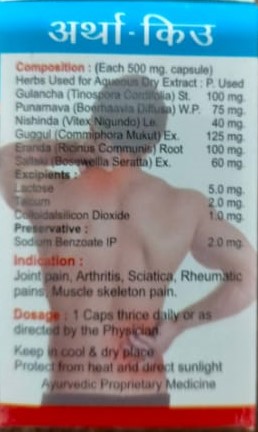 अर्था-किउ
Composition : (Each 500 mg. capsule)
Herbs Used for Aqueous Dry Extract : P. Used
Gulancha (Tinospora Cordifolia) St. 100 mg.
Punarnava (Boerhaavia Diffusa) W.P. 75 mg.
Nishinda (Vitex Nigundo) Le. 40 mg.
Guggul (Commiphora Mukut) Ex. 125 mg.
Eranda (Ricinus Communis) Root 100 mg.
Sallaki (Bosswellia Seratta) Ex. 60 mg.
Excipients :
Lactose 5.0 mg.
Talcum 2.0 mg.
Colloidalsilicon Dioxide 1.0 mg.
Preservative :
Sodium Benzoate IP 2.0 mg.
Indication :
Joint pain, Arthritis, Sciatica, Rheumatic
pains, Muscle skeleton pain.
Dosage : 1 Caps thrice daily or as
directed by the Physician.
Keep in cool & dry place
Protect from heat and direct sunlight
Ayurvedic Proprietary Medicine